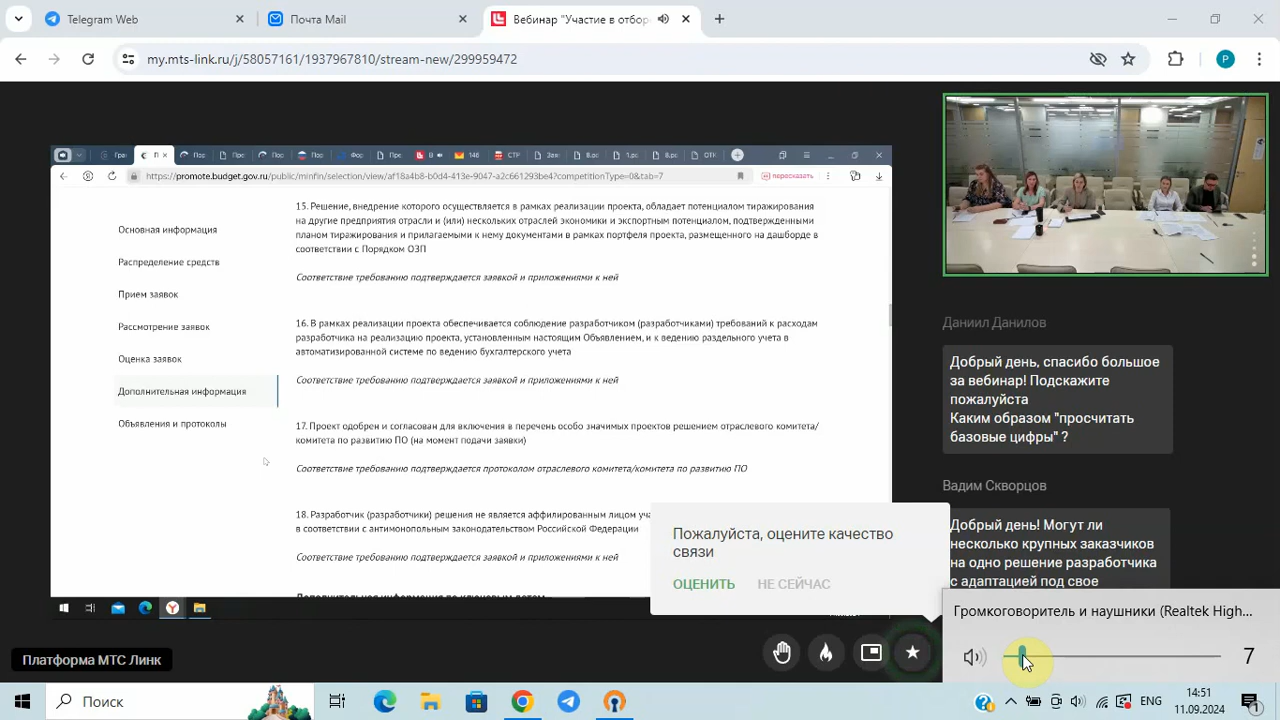 Telegram Web
Почта Mail
Вебинар "Участие в отбор
my.mts-link.ru/j/58057161/1937967810/stream-new/299959472
P
https://promote.budget.gov.ru/public/minfin/selection/view/af18a4b8-b0d4-413e-9047-a2c661293be4?competitionType=0&tab=7
пересказать
Основная информация
Распределение средств
Прием заявок
Рассмотрение заявок
Оценка заявок
Дополнительная информация
Объявления и протоколы
15. Решение, внедрение которого осуществляется в рамках реализации проекта, обладает потенциалом тиражирования
на другие предприятия отрасли и (или) нескольких отраслей экономики и экспортным потенциалом, подтвержденными
планом тиражирования и прилагаемыми к нему документами в рамках портфеля проекта, размещенного на дашборде в
соответствии с Порядком ОЗП
Соответствие требованию подтверждается заявкой и приложениями к ней
16. В рамках реализации проекта обеспечивается соблюдение разработчиком (разработчиками) требований к расходам
разработчика на реализацию проекта, установленным настоящим Объявлением, и к ведению раздельного учета в
автоматизированной системе по ведению бухгалтерского учета
Соответствие требованию подтверждается заявкой и приложениями к ней
17. Проект одобрен и согласован для включения в перечень особо значимых проектов решением отраслевого комитета/
комитета по развитию ПО (на момент подачи заявки)
Соответствие требованию подтверждается протоколом отраслевого комитета/комитета по развитию ПО
18. Разработчик (разработчики) решения не является аффилированным лицом уча
в соответствии с антимонопольным законодательством Российской Федерации
Соответствие требованию подтверждается заявкой и приложениями к ней
Даниил Данилов
Добрый день, спасибо большое
за вебинар! Подскажите
пожалуйста
Каким образом "просчитать
базовые цифры" ?
Вадим Скворцов
Добрый день! Могут ли
несколько крупных заказчиков
на одно решение разработчика
с адаптацией под свое
Пожалуйста, оцените качество
связи
ОЦЕНИТЬ
НЕ СЕЙЧАС
Громкоговоритель и наушники (Realtek High...
7
Платформа МТС Линк
Поиск
ENG
14:51
11.09.2024
1